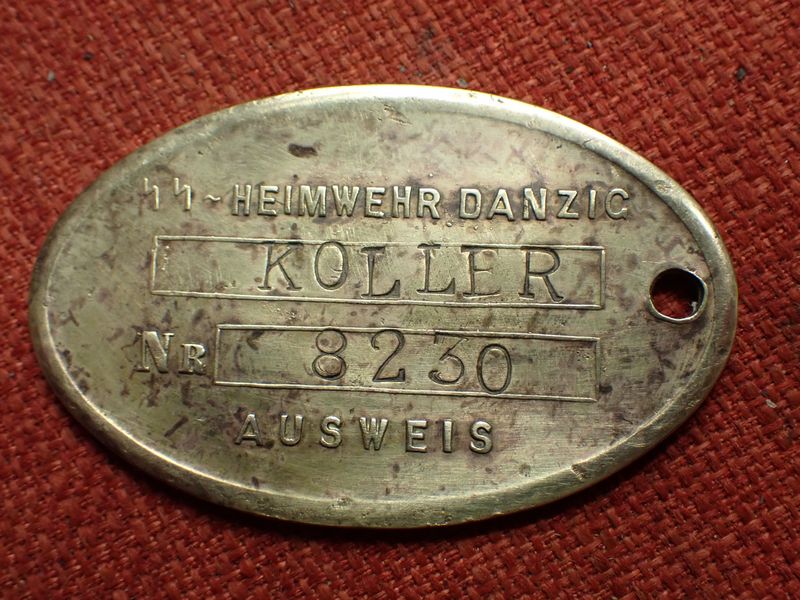 ᛋᛋ~HEIMWEHR DANZIG
KOLLER
NR 8230
AUSWEIS